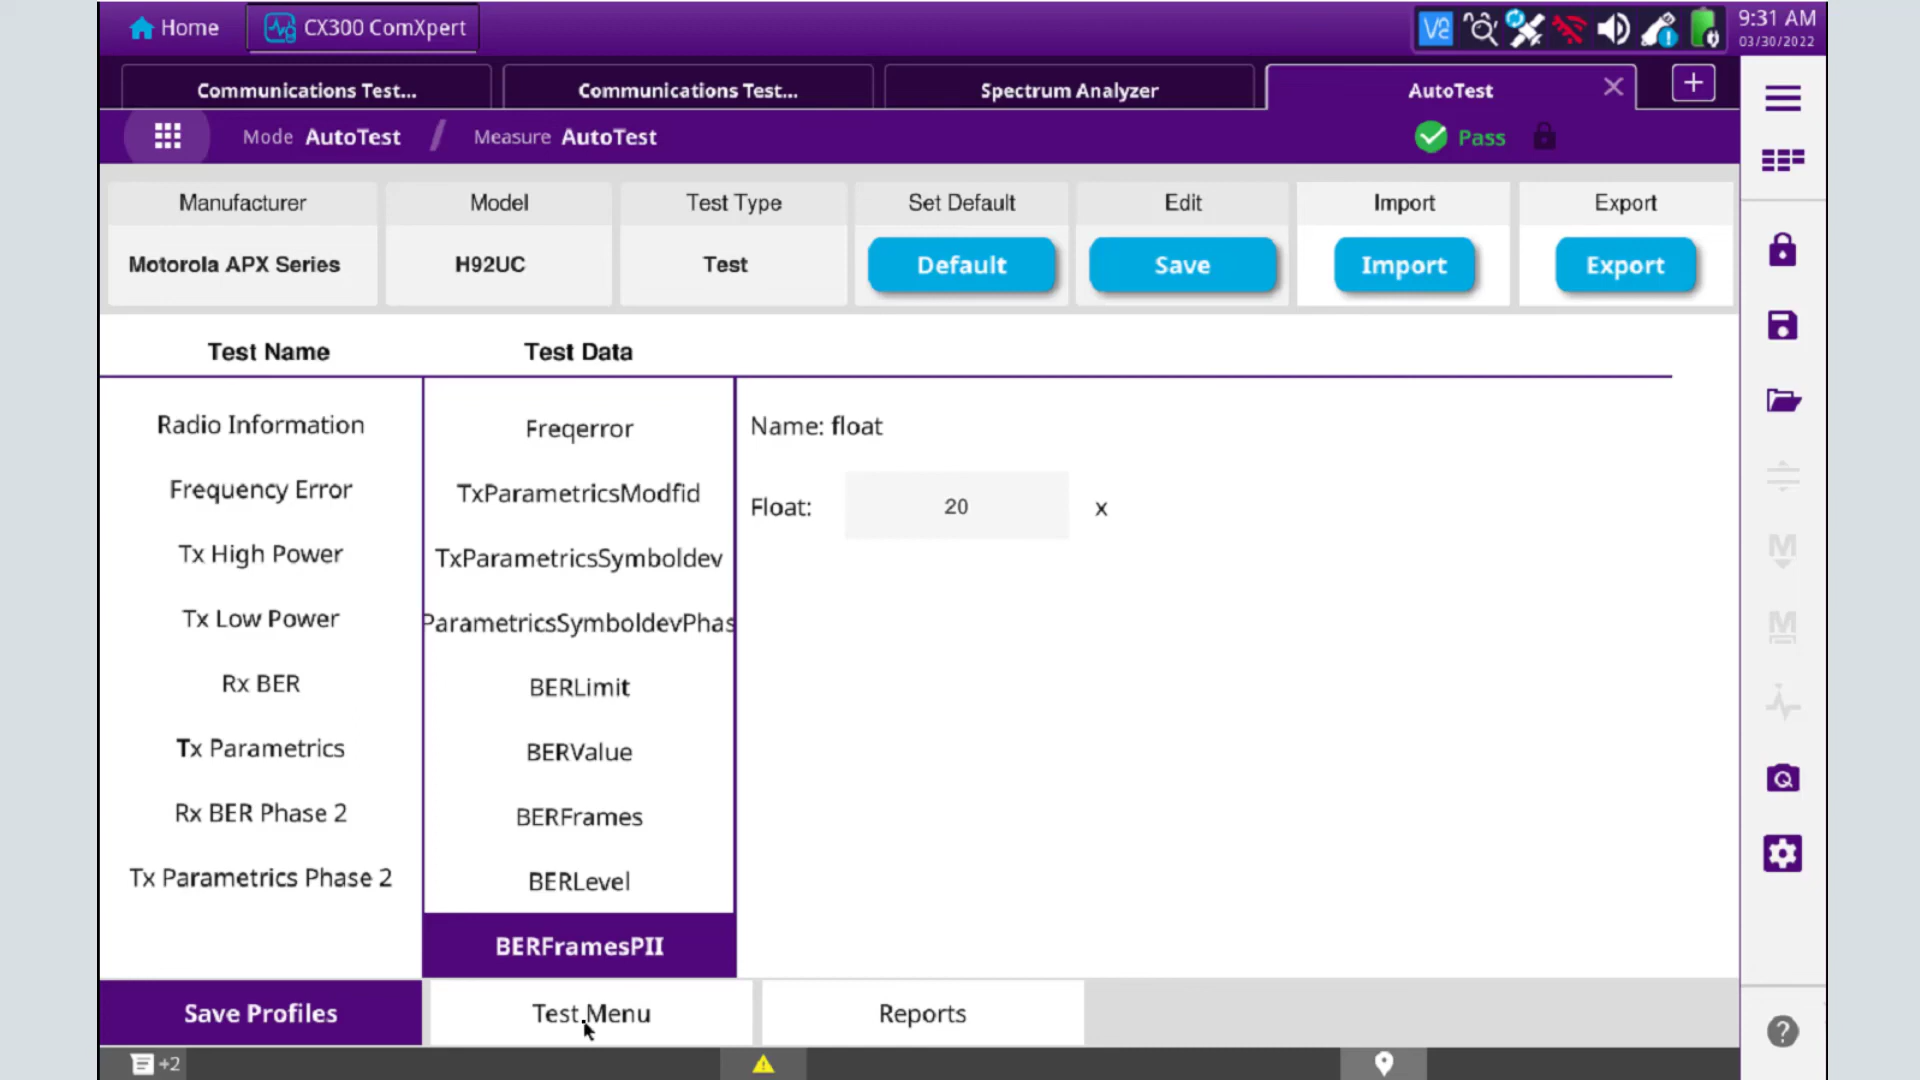 Home
CX300 ComXpert
9:31 AM
03/30/2022
Communications Test...
Communications Test...
Spectrum Analyzer
AutoTest
Mode AutoTest / Measure AutoTest
Pass
Manufacturer
Model
Test Type
Set Default
Edit
Import
Export
Motorola APX Series
H92UC
Test
Default
Save
Import
Export
Test Name
Test Data
Radio Information
Frequency Error
Tx High Power
Tx Low Power
Rx BER
Tx Parametrics
Rx BER Phase 2
Tx Parametrics Phase 2
Freqerror
TxParametricsModfid
TxParametricsSymboldev
ParametricsSymboldevPhas
BERLimit
BERValue
BERFrames
BERLevel
BERFramesPII
Name: float
Float: 20 x
M
M
Save Profiles
Test Menu
Reports
+2